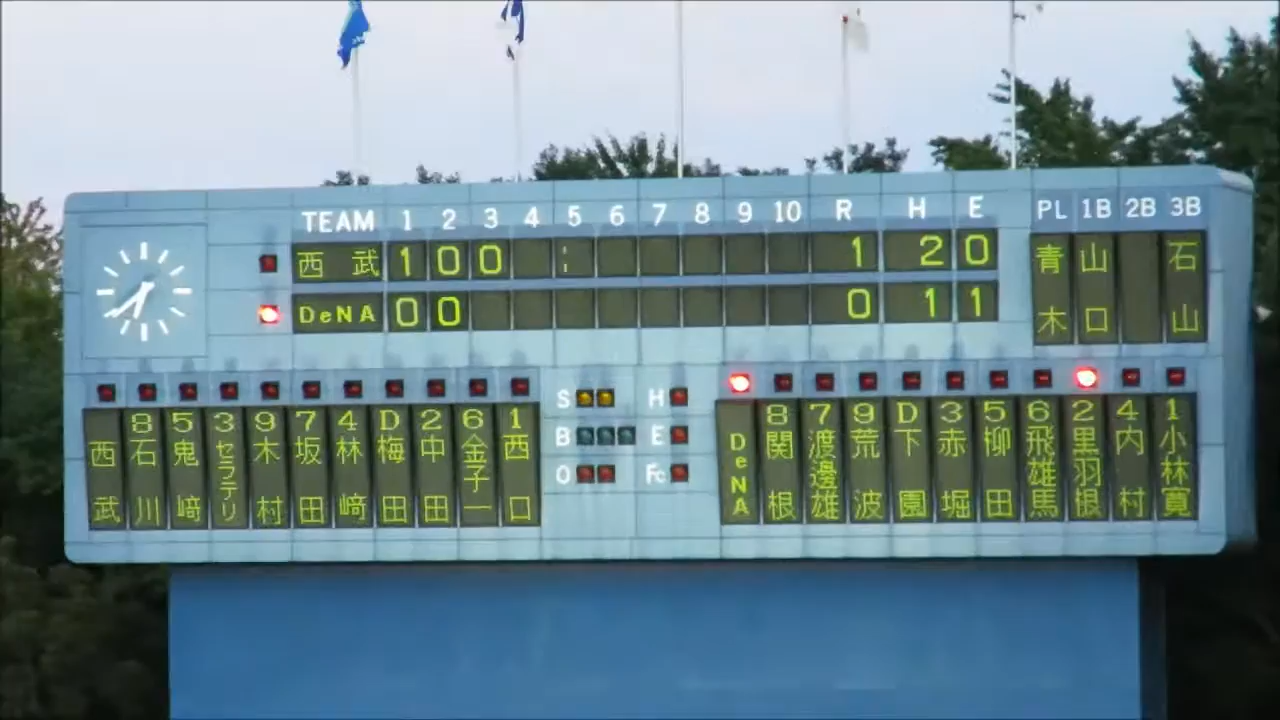 TEAM 1 2 3 4 5 6 7 8 9 10 R H E PL 1B 2B 3B
西武 1 0 0 1 2 0
DeNA 0 0 0 1 1
青木 山口 石山
S H
B E
O Fc
西武
8 石川
5 鬼﨑
3 セラテリ
9 木村
7 坂田
4 林﨑
D 梅田
2 中田
6 金子一
1 西口
DeNA
8 関根
7 渡邊雄
9 荒波
D 下園
3 赤堀
5 柳田
6 飛雄馬
2 黒羽根
4 内村
1 小林寛